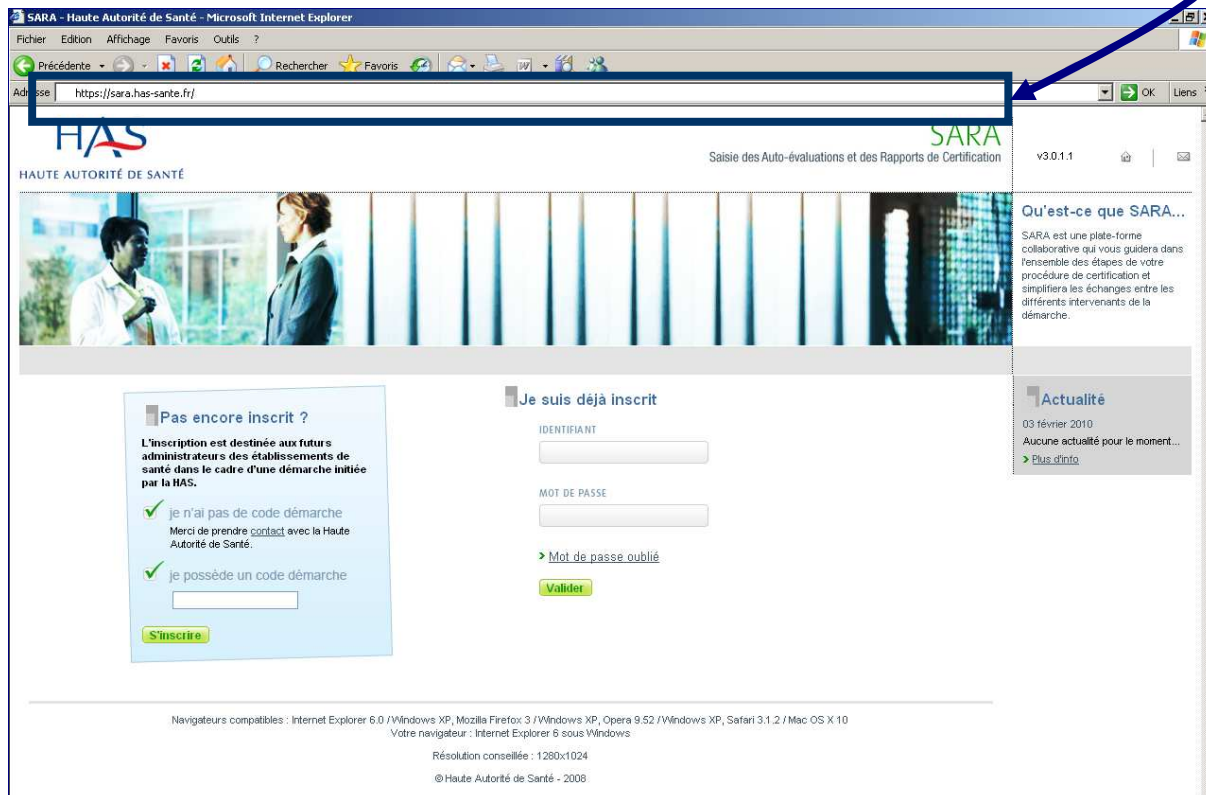 SARA - Haute Autorité de Santé - Microsoft Internet Explorer
Fichier Edition Affichage Favoris Outils ?
Précédente Rechercher Favoris
Adresse https://sara.has-sante.fr/ OK Liens
HAS
HAUTE AUTORITÉ DE SANTÉ
SARA
Saisie des Auto-évaluations et des Rapports de Certification
v3.0.1.1
Qu'est-ce que SARA...
SARA est une plate-forme
collaborative qui vous guidera dans
l'ensemble des étapes de votre
procédure de certification et
simplifiera les échanges entre les
différents intervenants de la
démarche.
Pas encore inscrit ?
L'inscription est destinée aux futurs
administrateurs des établissements de
santé dans le cadre d'une démarche initiée
par la HAS.
je n'ai pas de code démarche
Merci de prendre contact avec la Haute
Autorité de Santé.
je possède un code démarche
S'inscrire
Je suis déjà inscrit
IDENTIFIANT
MOT DE PASSE
> Mot de passe oublié
Valider
Actualité
03 février 2010
Aucune actualité pour le moment...
> Plus d'info
Navigateurs compatibles : Internet Explorer 6.0 / Windows XP, Mozilla Firefox 3 / Windows XP, Opera 9.52 / Windows XP, Safari 3.1.2 / Mac OS X 10
Votre navigateur : Internet Explorer 6 sous Windows
Résolution conseillée : 1280x1024
© Haute Autorité de Santé - 2008